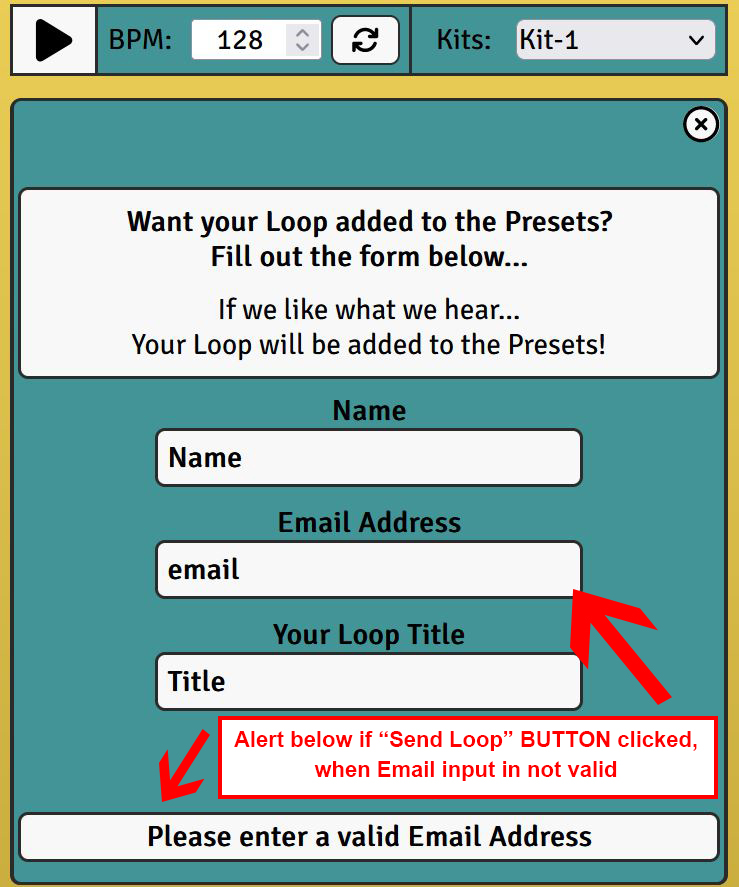 BPM: 128 Kits: Kit-1
Want your Loop added to the Presets?
Fill out the form below...
If we like what we hear...
Your Loop will be added to the Presets!
Name
Name
Email Address
email
Your Loop Title
Title
Alert below if “Send Loop” BUTTON clicked,
when Email input in not valid
Please enter a valid Email Address